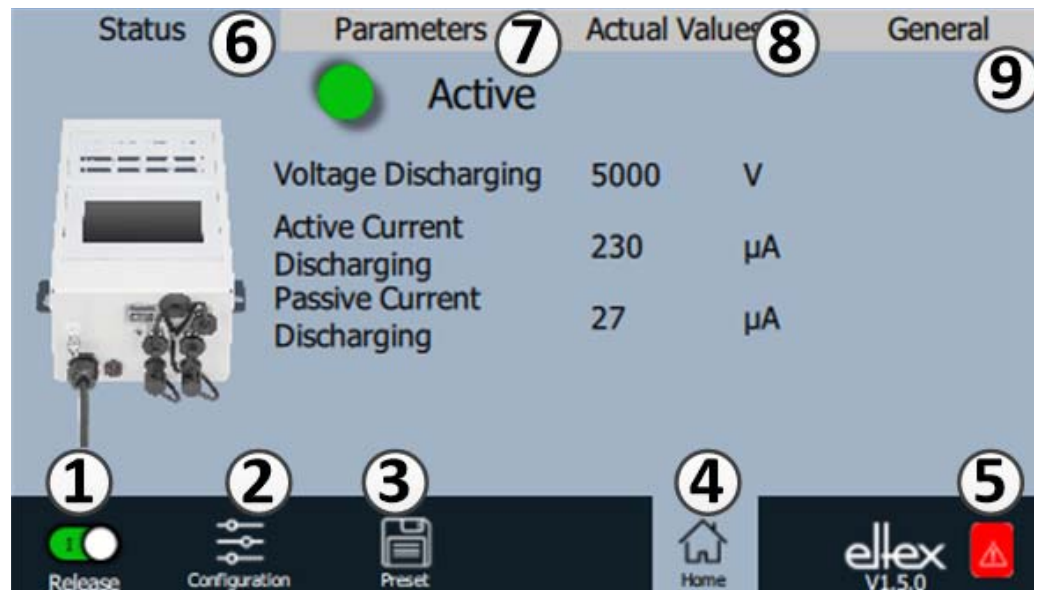 Status
6
Parameters
7
Actual Values
8
General
9
Active
Voltage Discharging 5000 V
Active Current
Discharging 230 µA
Passive Current
Discharging 27 µA
1
2
3
4
5
I
Release
Configuration
Preset
Home
eltex
V1.5.0